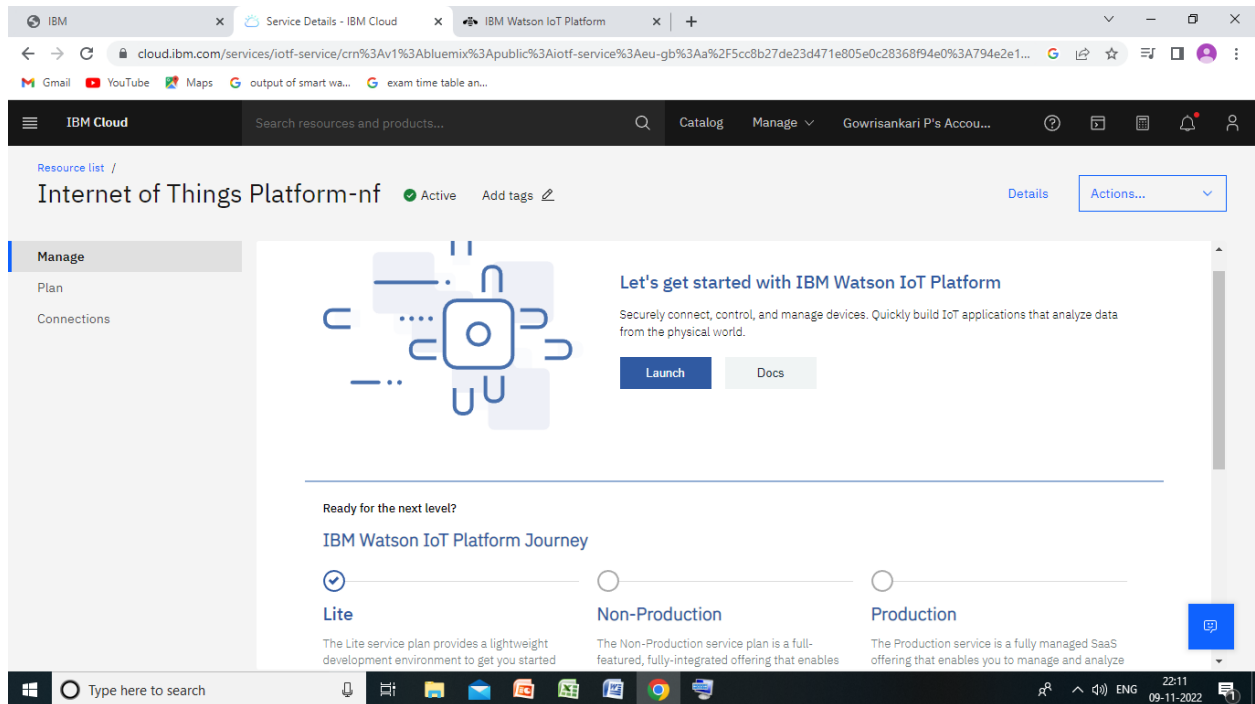 IBM
Service Details - IBM Cloud
IBM Watson IoT Platform
cloud.ibm.com/services/iotf-service/crn%3Av1%3Abluemix%3Apublic%3Aiotf-service%3Aeu-gb%3Aa%2F5cc8b27de23d471e805e0c28368f94e0%3A794e2e1...
Gmail YouTube Maps output of smart wa... exam time table an...
IBM Cloud Search resources and products... Catalog Manage Gowrisankari P's Accou...
Resource list /
Internet of Things Platform-nf Active Add tags Details Actions...
Manage
Plan
Connections
Let's get started with IBM Watson IoT Platform
Securely connect, control, and manage devices. Quickly build IoT applications that analyze data
from the physical world.
Launch Docs
Ready for the next level?
IBM Watson IoT Platform Journey
Lite
The Lite service plan provides a lightweight
development environment to get you started
Non-Production
The Non-Production service plan is a full-
featured, fully-integrated offering that enables
Production
The Production service is a fully managed SaaS
offering that enables you to manage and analyze
Type here to search
ENG
22:11
09-11-2022
1